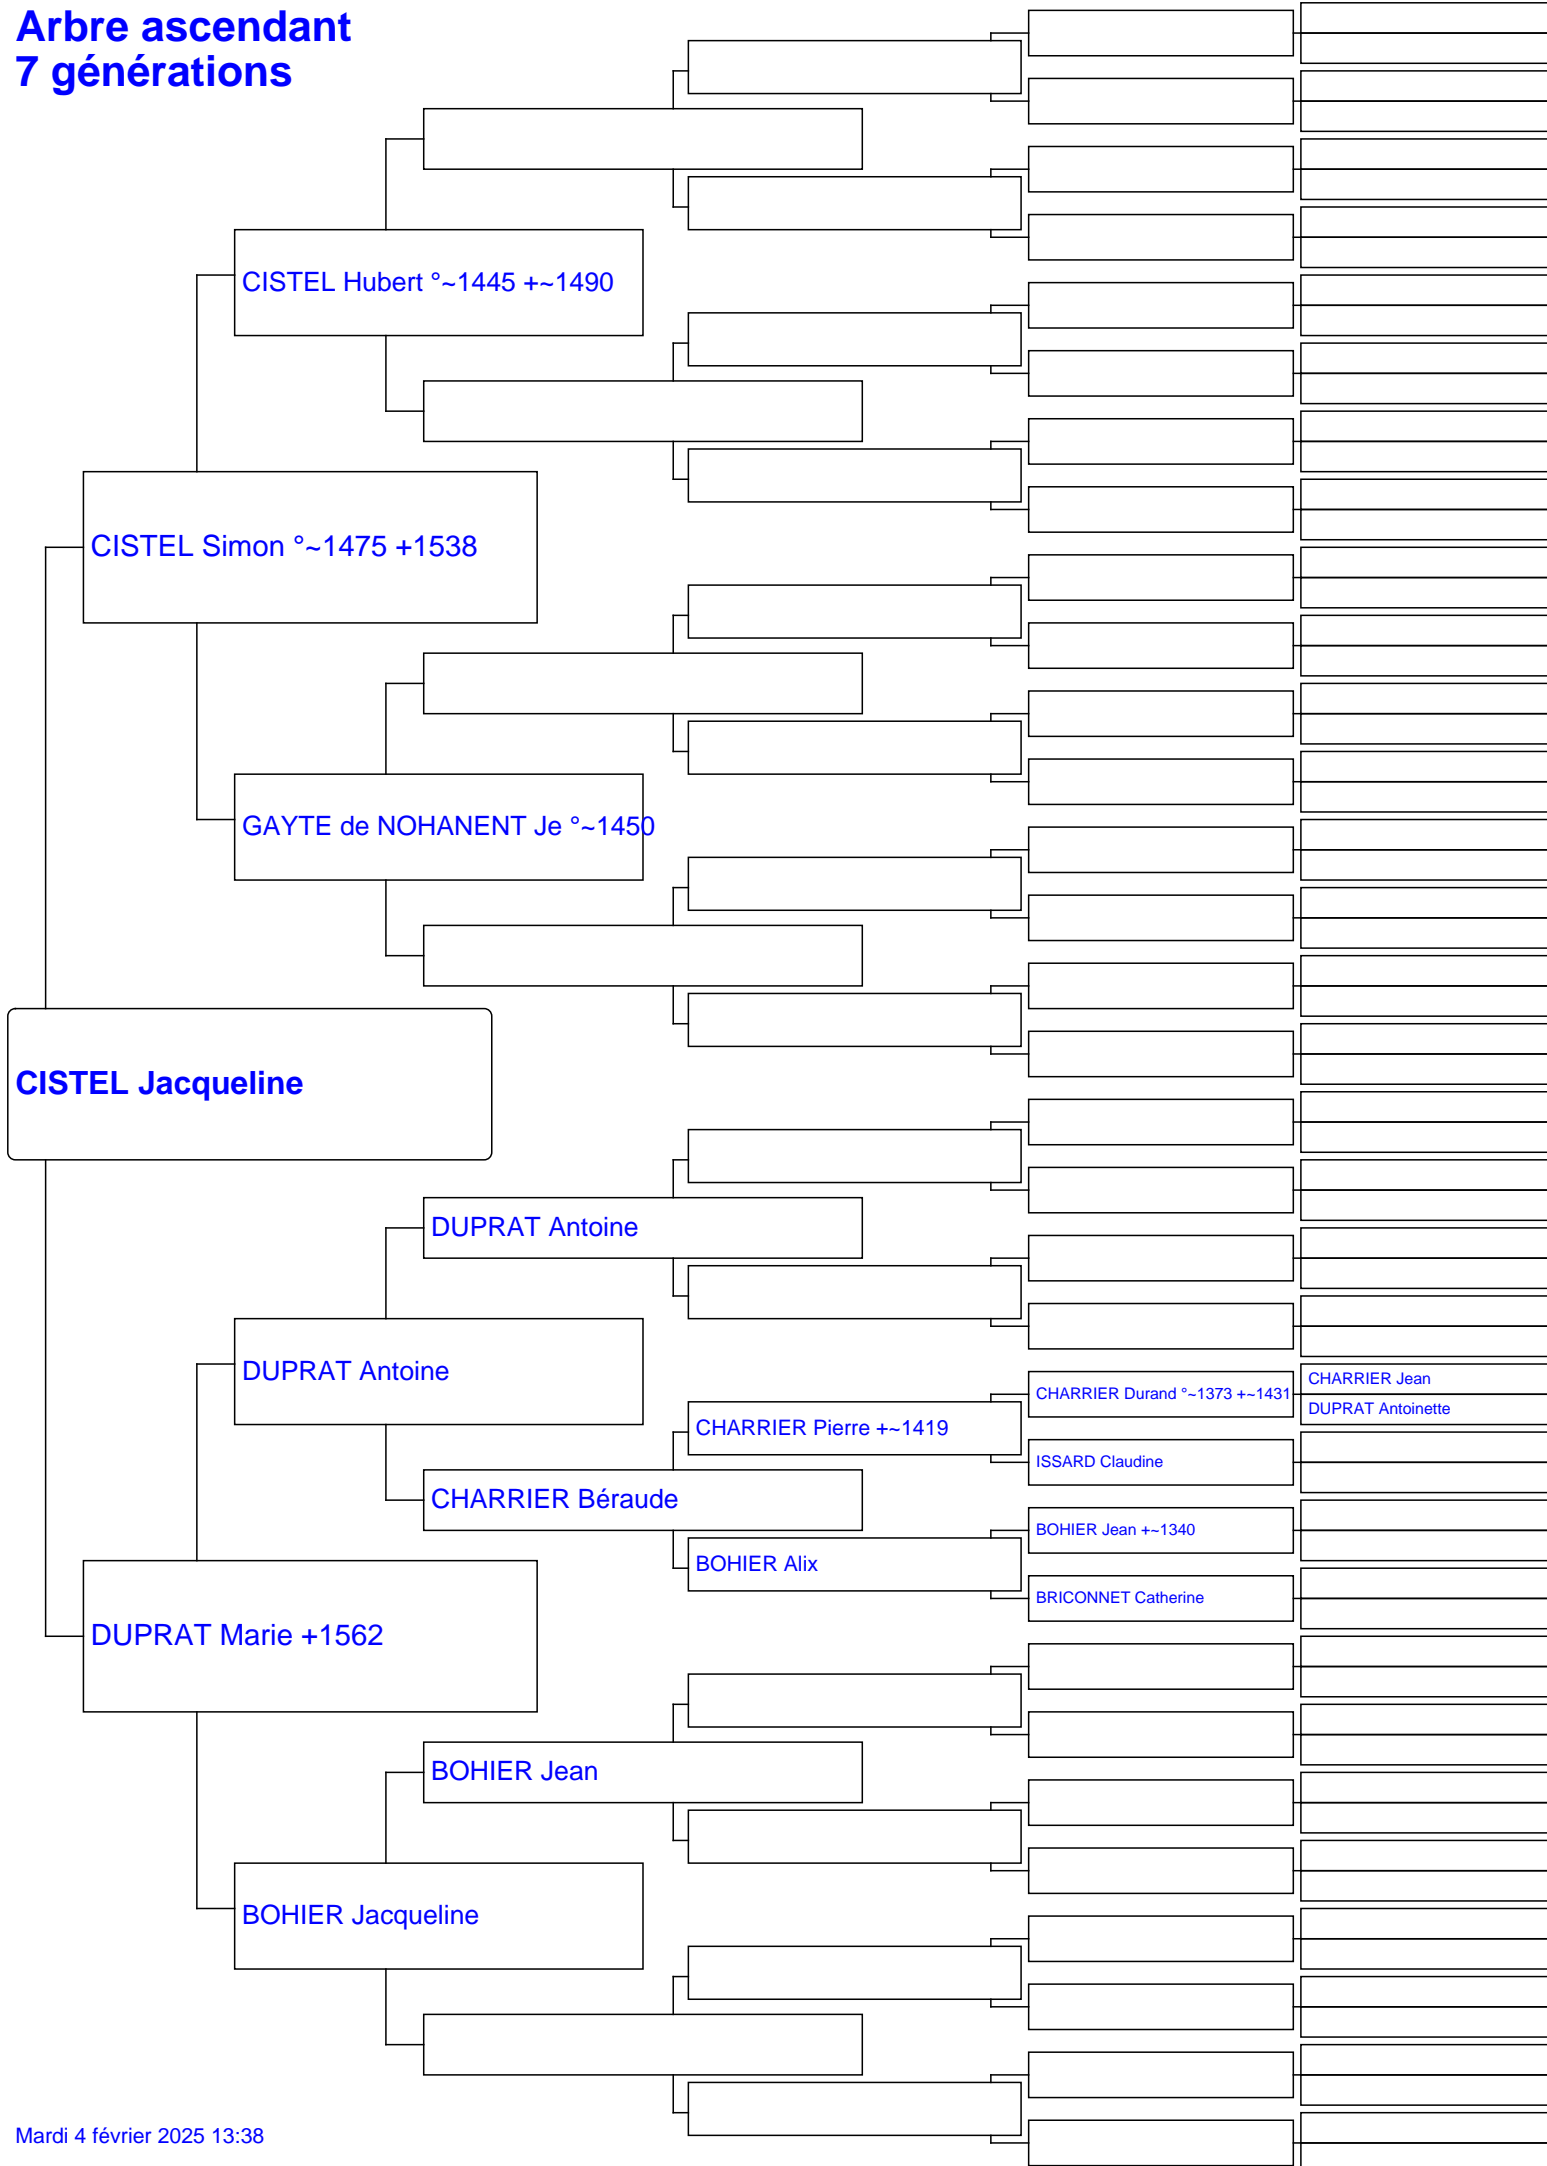 Arbre ascendant
7 générations
CISTEL Hubert °~1445 +~1490
CISTEL Simon °~1475 +1538
GAYTE de NOHANENT Je °~1450
CISTEL Jacqueline
DUPRAT Antoine
DUPRAT Antoine
CHARRIER Jean
CHARRIER Durand °~1373 +~1431
DUPRAT Antoinette
CHARRIER Pierre +~1419
ISSARD Claudine
CHARRIER Béraude
BOHIER Jean +~1340
BOHIER Alix
BRICONNET Catherine
DUPRAT Marie +1562
BOHIER Jean
BOHIER Jacqueline
Mardi 4 février 2025 13:38